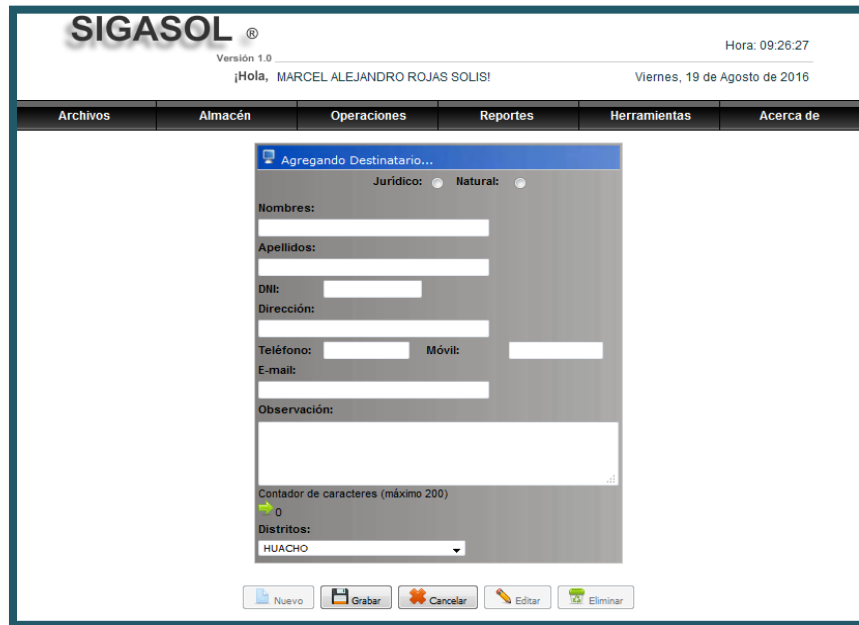 SIGASOL ®
Versión 1.0
Hora: 09:26:27
¡Hola, MARCEL ALEJANDRO ROJAS SOLIS! Viernes, 19 de Agosto de 2016
Archivos Almacén Operaciones Reportes Herramientas Acerca de
Agregando Destinatario...
Jurídico: Natural:
Nombres:
Apellidos:
DNI:
Dirección:
Teléfono: Móvil:
E-mail:
Observación:
Contador de caracteres (máximo 200)
0
Distritos:
HUACHO
Nuevo Grabar Cancelar Editar Eliminar